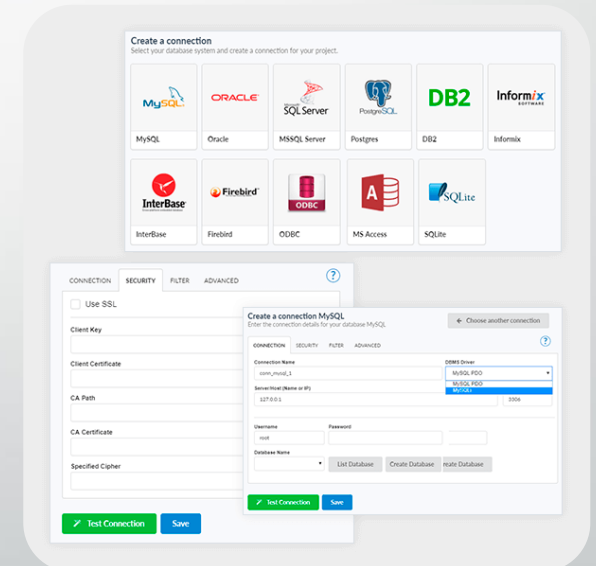 Create a connection
Select your database system and create a connection for your project.
MySQL
ORACLE
Microsoft
SQL Server
PostgreSQL
DB2
Informix
SOFTWARE
MySQL
Oracle
MSSQL Server
Postgres
DB2
Informix
InterBase
Firebird
ODBC
A
SQLite
InterBase
Firebird
ODBC
MS Access
SQLite
CONNECTION
SECURITY
FILTER
ADVANCED
?
Use SSL
Client Key
Client Certificate
CA Path
CA Certificate
Specified Cipher
Test Connection
Save
Create a connection MySQL
Enter the connection details for your database MySQL
Choose another connection
CONNECTION
SECURITY
FILTER
ADVANCED
?
Connection Name
DBMS Driver
conn_mysql_1
MySQL PDO
MySQL PDO
MySQLi
Server/Host (Name or IP)
127.0.0.1
3306
Username
Password
root
Database Name
List Database
Create Database
reate Database
Test Connection
Save